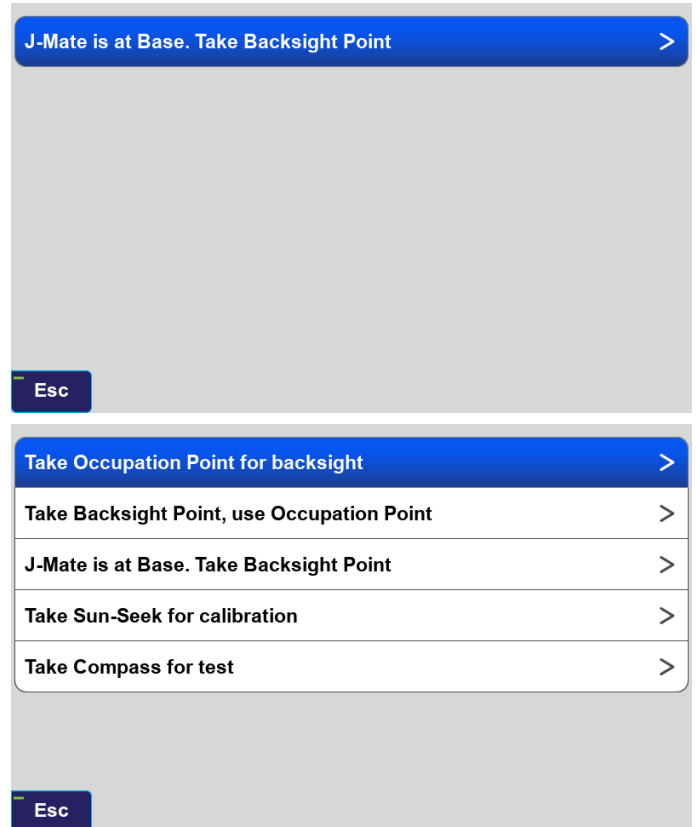 J-Mate is at Base. Take Backsight Point >
Esc
Take Occupation Point for backsight >
Take Backsight Point, use Occupation Point >
J-Mate is at Base. Take Backsight Point >
Take Sun-Seek for calibration >
Take Compass for test >
Esc